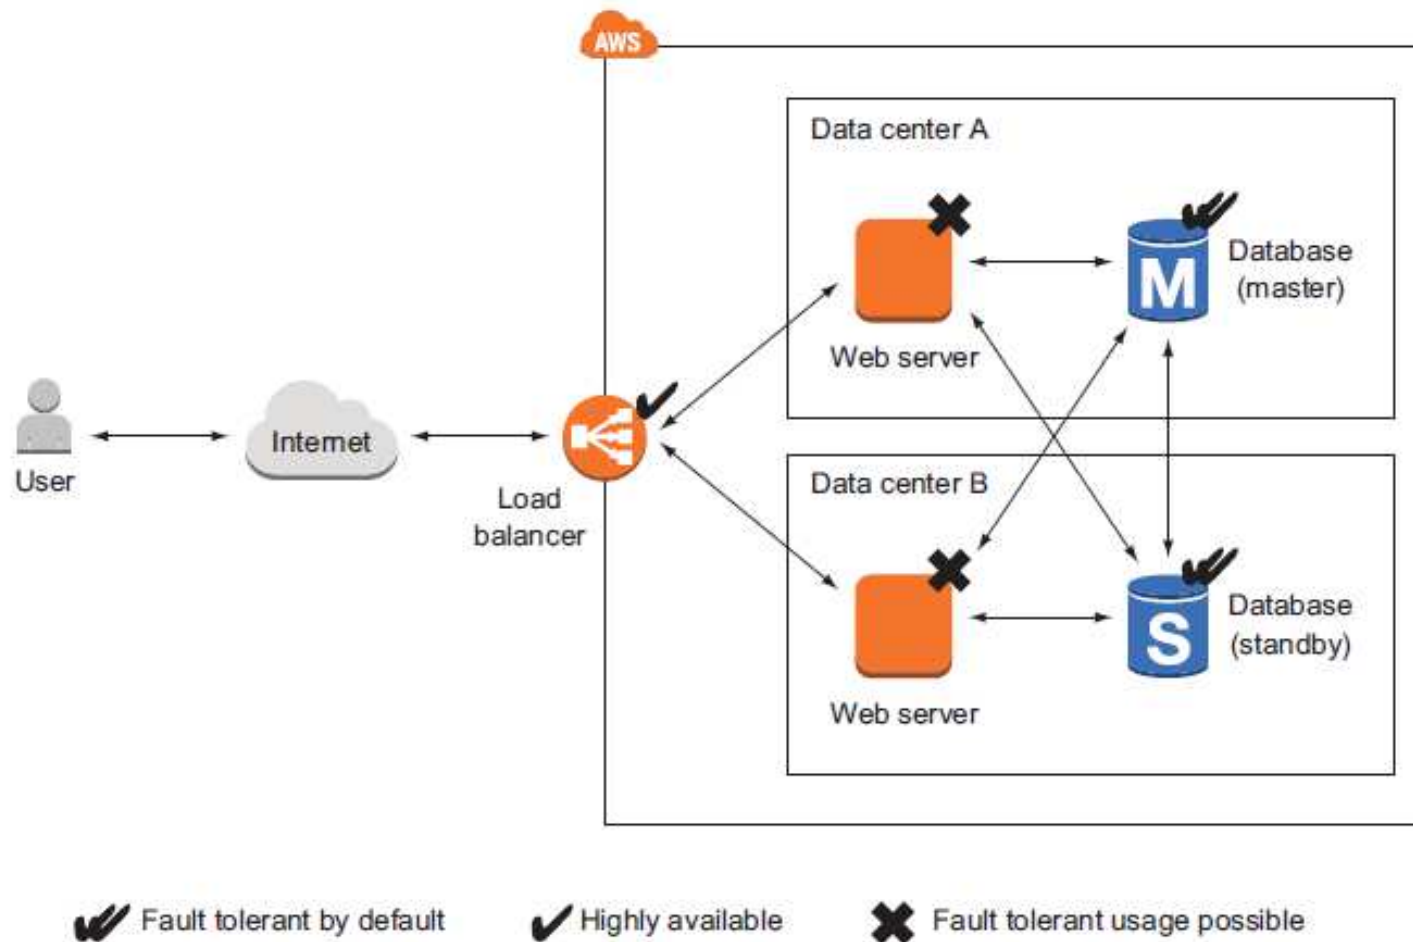 AWS
Data center A
Database
(master)
M
Web server
Internet
User
Load
balancer
Data center B
Database
(standby)
S
Web server
Fault tolerant by default
Highly available
Fault tolerant usage possible